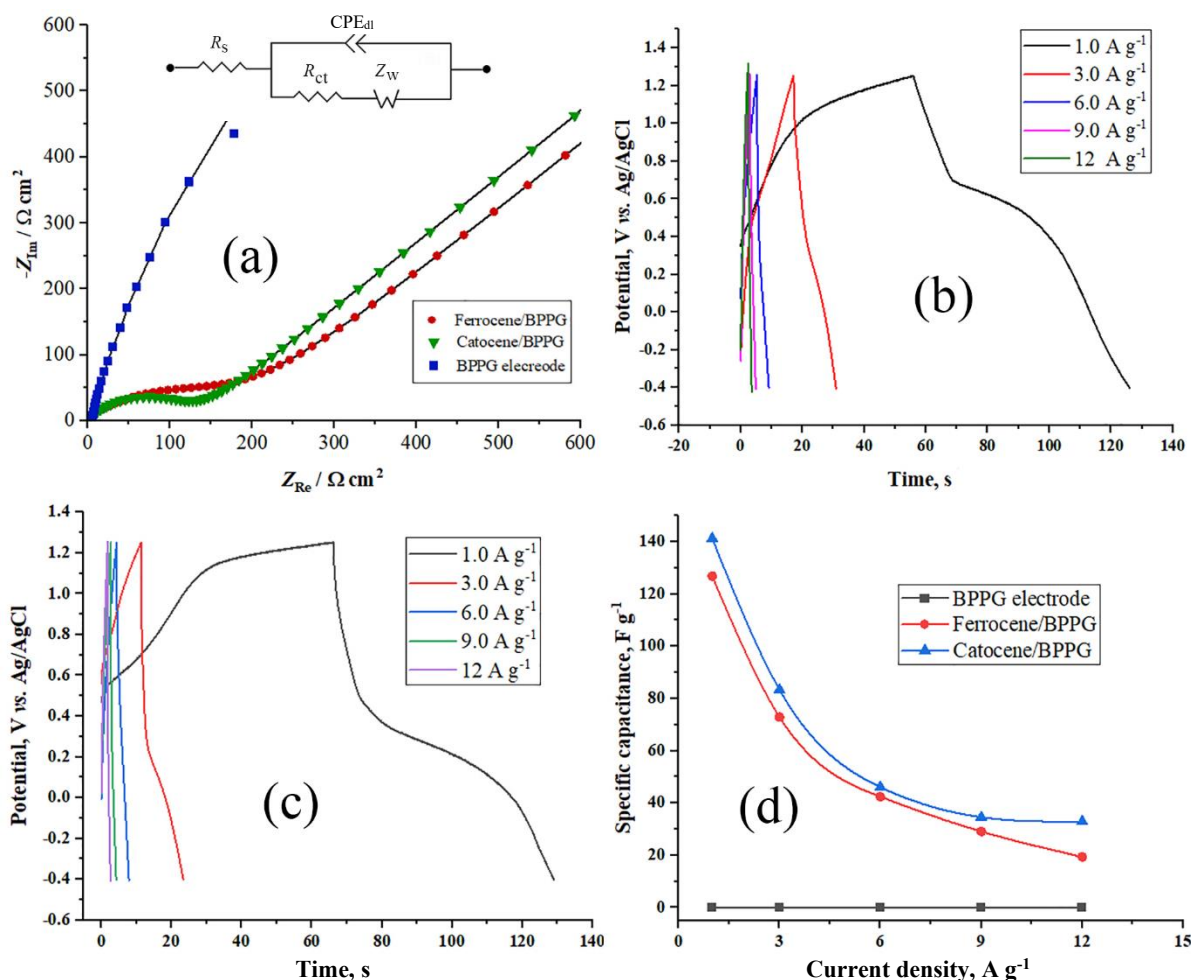 600
500
400
300
200
100
0
-Z_Im / Ω cm²
0 100 200 300 400 500 600
Z_Re / Ω cm²
R_s
CPE_dl
R_ct
Z_W
(a)
Ferrocene/BPPG
Catocene/BPPG
BPPG elecreode
1.4
1.2
1.0
0.8
0.6
0.4
0.2
0.0
-0.2
-0.4
-0.6
Potential, V vs. Ag/AgCl
-20 0 20 40 60 80 100 120 140
Time, s
(b)
1.0 A g⁻¹
3.0 A g⁻¹
6.0 A g⁻¹
9.0 A g⁻¹
12 A g⁻¹
1.4
1.2
1.0
0.8
0.6
0.4
0.2
0.0
-0.2
-0.4
-0.6
Potential, V vs. Ag/AgCl
0 20 40 60 80 100 120 140
Time, s
(c)
1.0 A g⁻¹
3.0 A g⁻¹
6.0 A g⁻¹
9.0 A g⁻¹
12 A g⁻¹
140
120
100
80
60
40
20
0
Specific capacitance, F g⁻¹
0 3 6 9 12 15
Current density, A g⁻¹
(d)
BPPG electrode
Ferrocene/BPPG
Catocene/BPPG